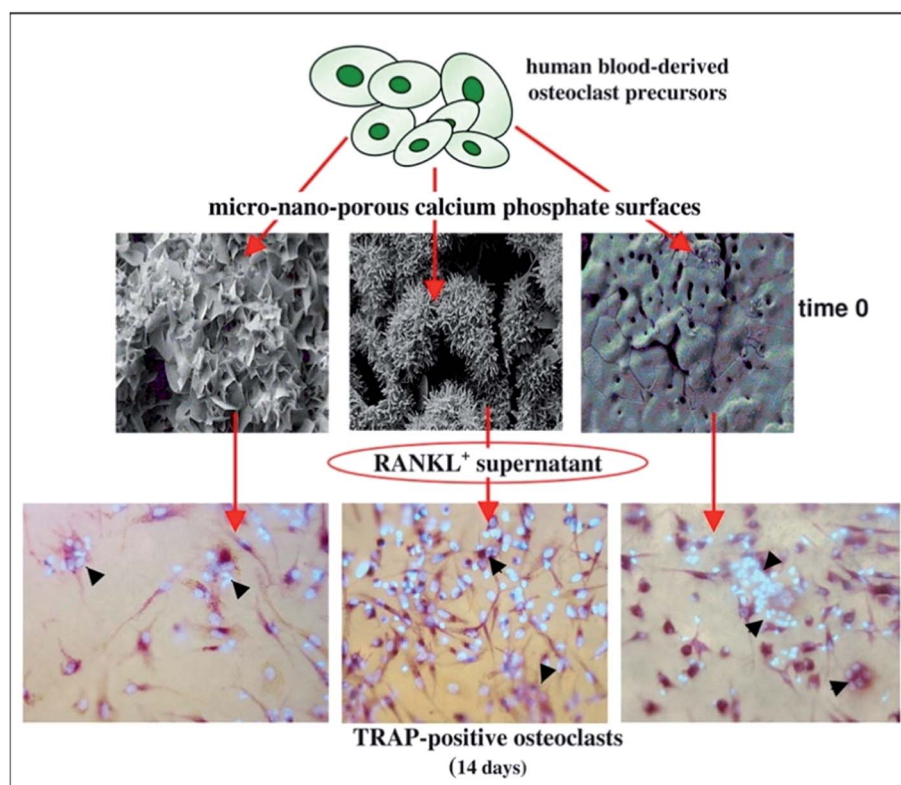 human blood-derived
osteoclast precursors
micro-nano-porous calcium phosphate surfaces
time 0
RANKL⁺ supernatant
TRAP-positive osteoclasts
(14 days)